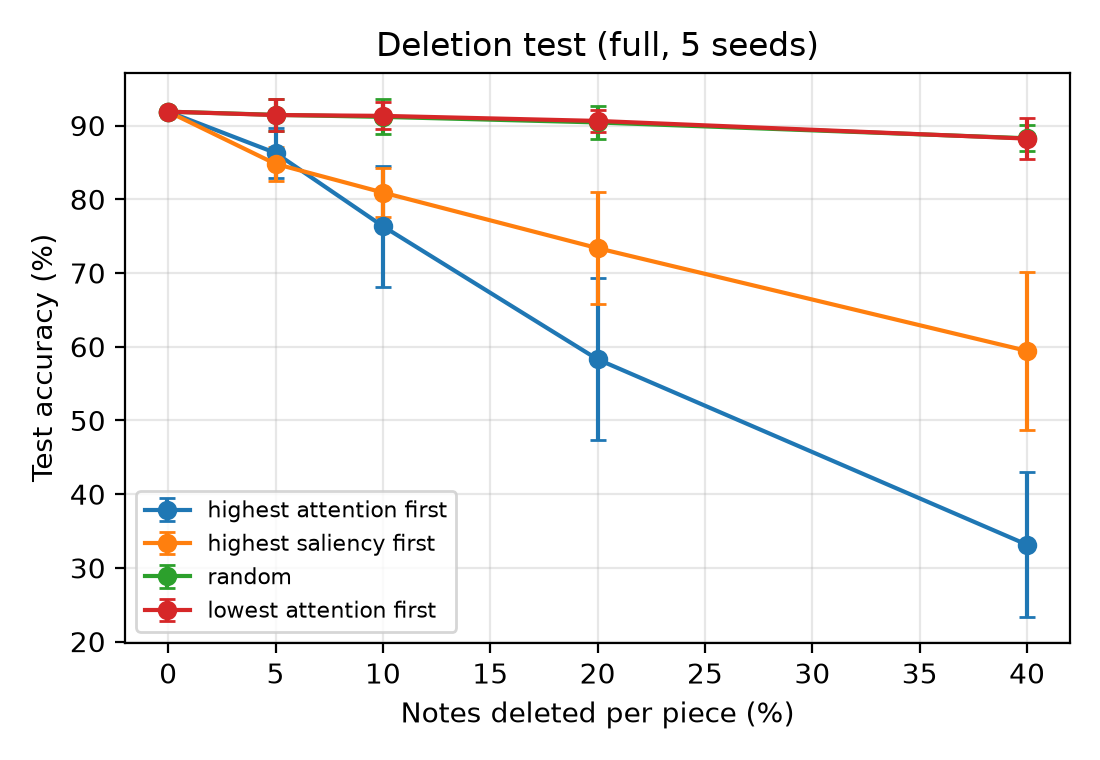 Deletion test (full, 5 seeds)
Test accuracy (%)
90
80
70
60
50
40
30
20
highest attention first
highest saliency first
random
lowest attention first
0 5 10 15 20 25 30 35 40
Notes deleted per piece (%)